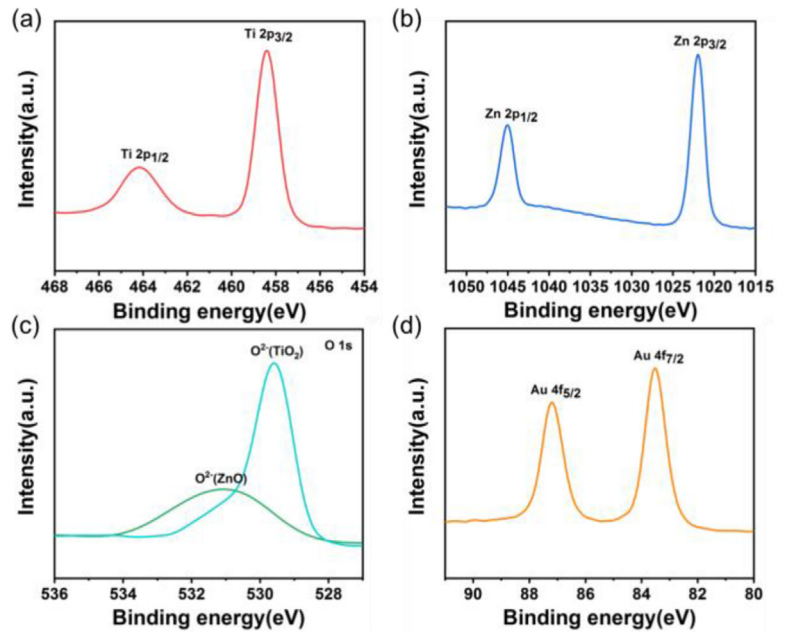 (a)
Ti 2p3/2
Ti 2p1/2
Intensity(a.u.)
468 466 464 462 460 458 456 454
Binding energy(eV)
(b)
Zn 2p3/2
Zn 2p1/2
Intensity(a.u.)
1050 1045 1040 1035 1030 1025 1020 1015
Binding energy(eV)
(c)
O 1s
O2-(TiO2)
O2-(ZnO)
Intensity(a.u.)
536 534 532 530 528
Binding energy(eV)
(d)
Au 4f7/2
Au 4f5/2
Intensity(a.u.)
90 88 86 84 82 80
Binding energy(eV)